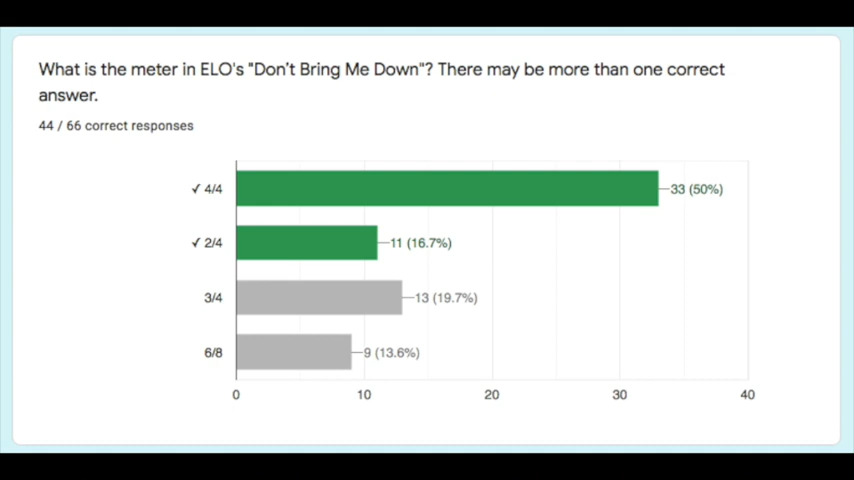 What is the meter in ELO's "Don't Bring Me Down"? There may be more than one correct
answer.
44 / 66 correct responses
✓ 4/4
33 (50%)
✓ 2/4
11 (16.7%)
3/4
13 (19.7%)
6/8
9 (13.6%)
0 10 20 30 40